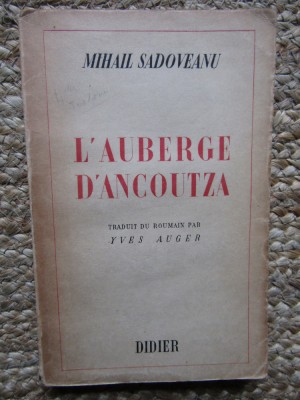 MIHAIL SADOVEANU
L'AUBERGE
D'ANCOUTZA
TRADUIT DU ROUMAIN PAR
YVES AUGER
DIDIER